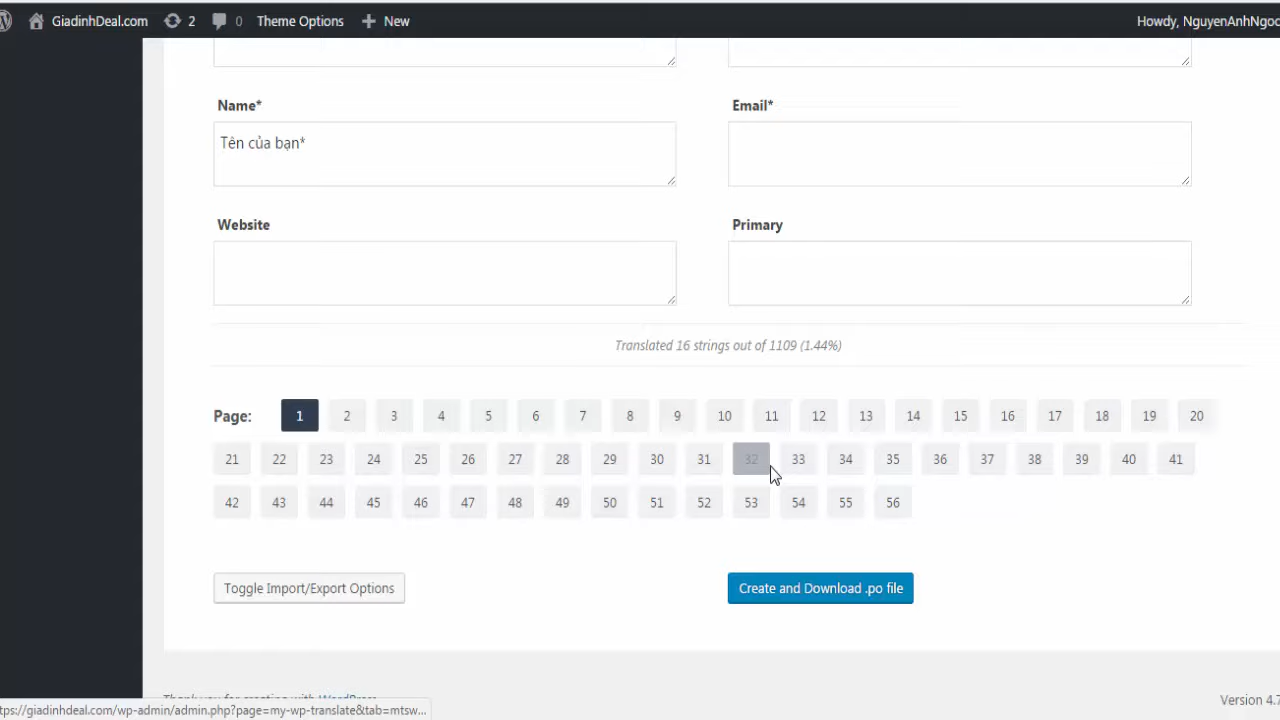 GiadinhDeal.com 2 0 Theme Options New Howdy, NguyenAnhNgoc
Name* Email*
Tên của bạn*
Website Primary
Translated 16 strings out of 1109 (1.44%)
Page: 1 2 3 4 5 6 7 8 9 10 11 12 13 14 15 16 17 18 19 20
21 22 23 24 25 26 27 28 29 30 31 32 33 34 35 36 37 38 39 40 41
42 43 44 45 46 47 48 49 50 51 52 53 54 55 56
Toggle Import/Export Options Create and Download .po file
Thank you for creating with WordPress Version 4.7
tps://giadinhdeal.com/wp-admin/admin.php?page=my-wp-translate&tab=mtsw...